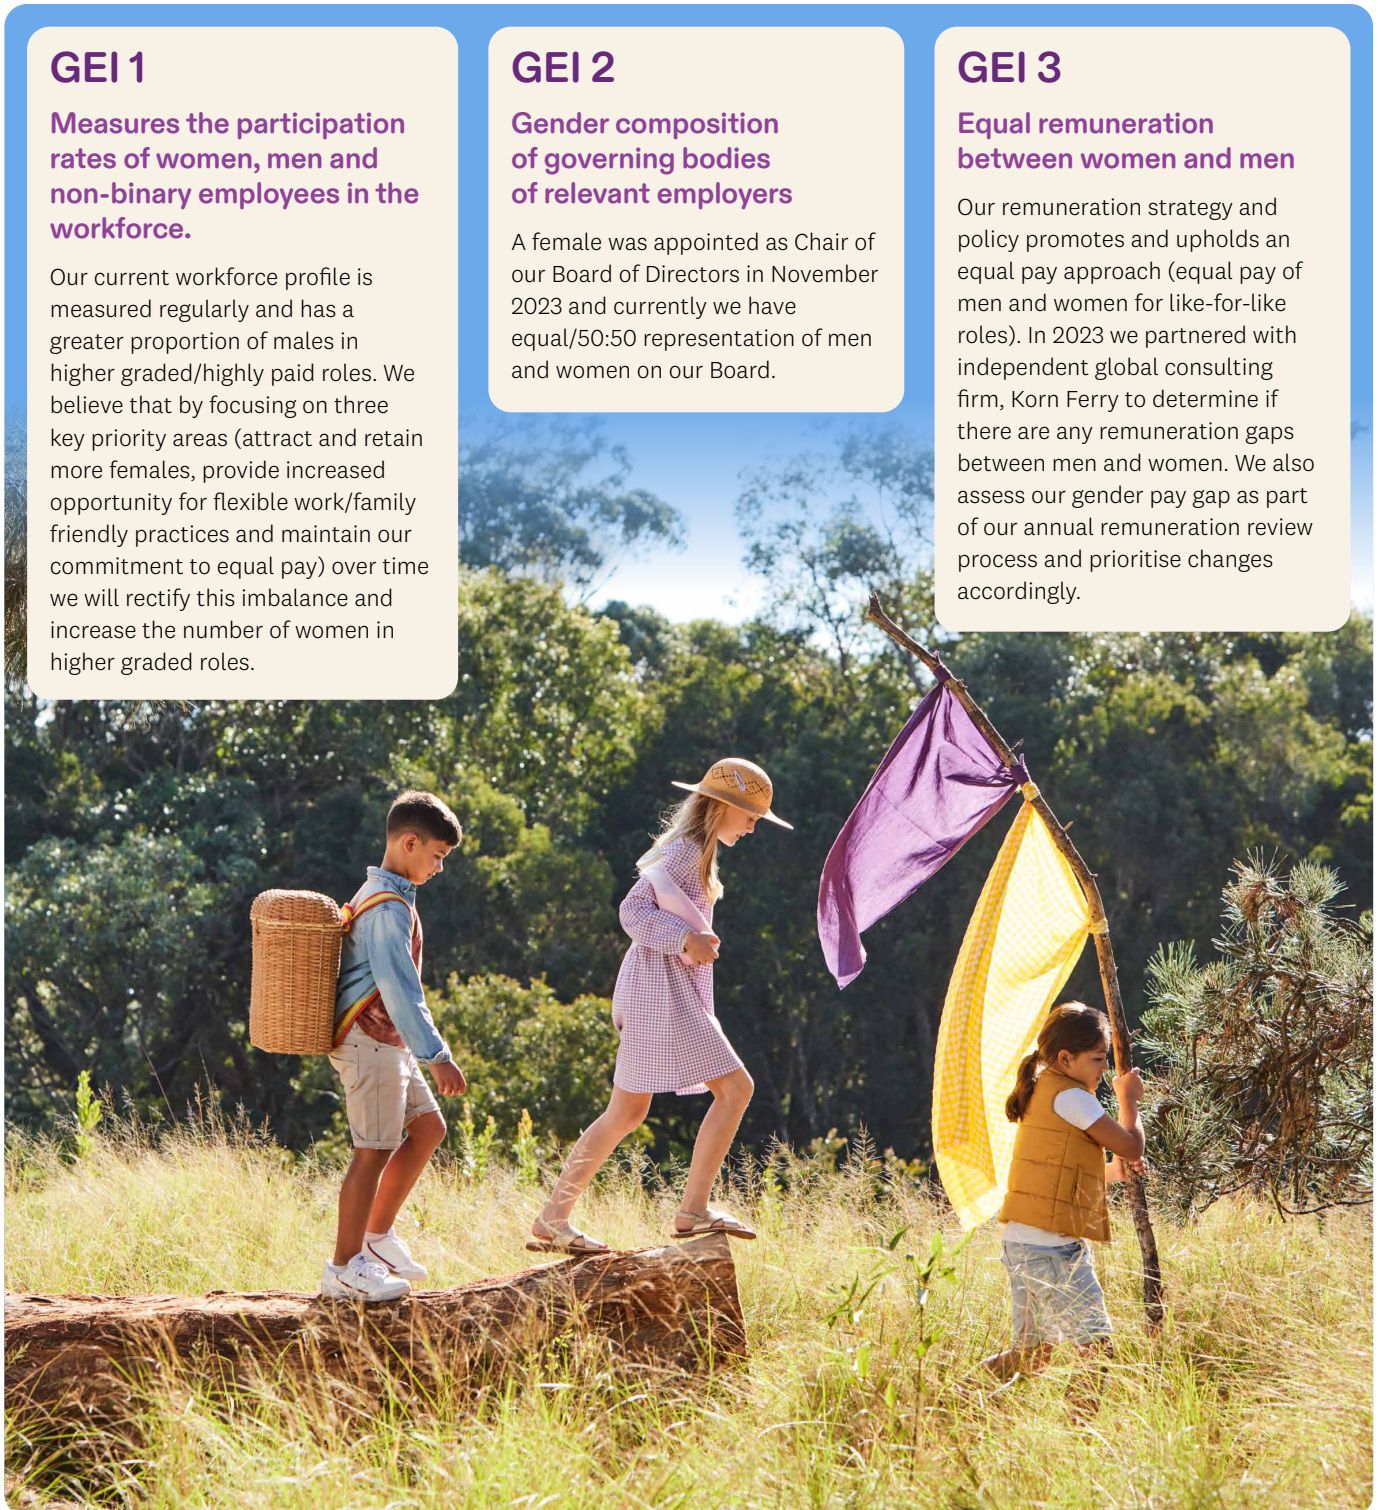 GEI 1
Measures the participation
rates of women, men and
non-binary employees in the
workforce.
Our current workforce profile is
measured regularly and has a
greater proportion of males in
higher graded/highly paid roles. We
believe that by focusing on three
key priority areas (attract and retain
more females, provide increased
opportunity for flexible work/family
friendly practices and maintain our
commitment to equal pay) over time
we will rectify this imbalance and
increase the number of women in
higher graded roles.
GEI 2
Gender composition
of governing bodies
of relevant employers
A female was appointed as Chair of
our Board of Directors in November
2023 and currently we have
equal/50:50 representation of men
and women on our Board.
GEI 3
Equal remuneration
between women and men
Our remuneration strategy and
policy promotes and upholds an
equal pay approach (equal pay of
men and women for like-for-like
roles). In 2023 we partnered with
independent global consulting
firm, Korn Ferry to determine if
there are any remuneration gaps
between men and women. We also
assess our gender pay gap as part
of our annual remuneration review
process and prioritise changes
accordingly.